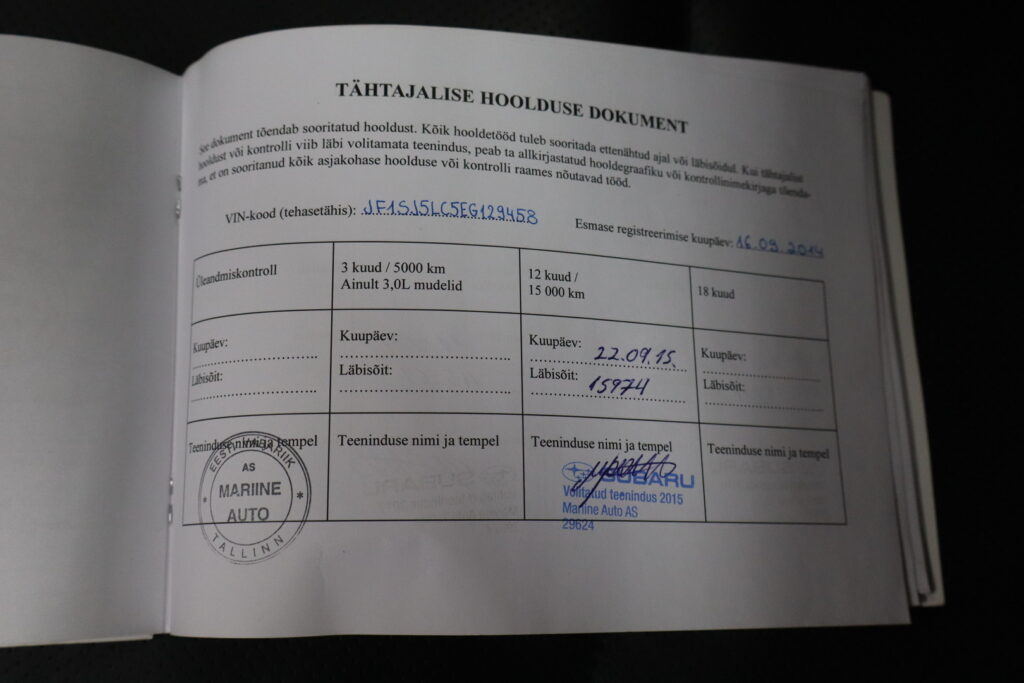 TÄHTAJALISE HOOLDUSE DOKUMENT
See dokument tõendab sooritatud hooldust. Kõik hooldetööd tuleb sooritada ettenähtud ajal või läbisõidul. Kui tähtajalist
hooldust või kontrolli viib läbi volitamata teenindus, peab ta allkirjastatud hooldegraafiku või kontrollnimekirjaga tõenda-
ma, et on sooritanud kõik asjakohase hoolduse või kontrolli raames nõutavad tööd.
VIN-kood (tehasetähis): JF1SJ5LC5EG129458
Esmase registreerimise kuupäev: 16.09.2014
Üleandmiskontroll
3 kuud / 5000 km
Ainult 3,0L mudelid
12 kuud /
15 000 km
18 kuud
Kuupäev:
Läbisõit:
Kuupäev:
Läbisõit:
Kuupäev: 22.09.15.
Läbisõit: 15974
Kuupäev:
Läbisõit:
Teeninduse nimi ja tempel
EESTI VABARIIK
AS
MARIINE
AUTO
* *
TALLINN
Teeninduse nimi ja tempel
Teeninduse nimi ja tempel
SUBARU
Volitatud teenindus 2015
Mariine Auto AS
29624
Teeninduse nimi ja tempel